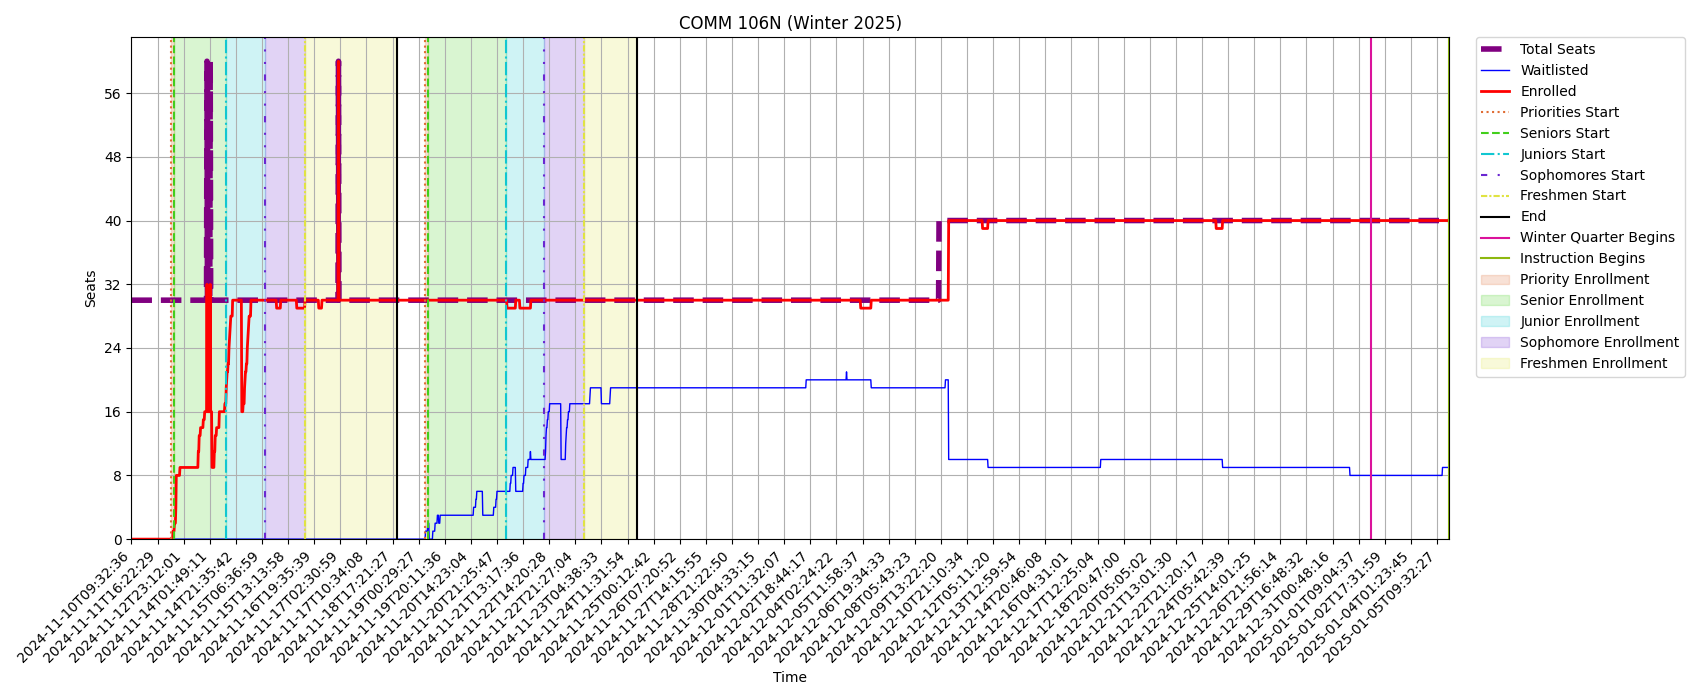 COMM 106N (Winter 2025)
Seats
56
48
40
32
24
16
8
0
2024-11-10T09:32:36
2024-11-11T16:22:29
2024-11-12T23:12:01
2024-11-14T01:49:11
2024-11-14T21:35:42
2024-11-15T06:36:59
2024-11-15T13:13:58
2024-11-16T19:35:39
2024-11-17T02:30:59
2024-11-17T10:34:08
2024-11-18T17:21:27
2024-11-19T00:29:27
2024-11-19T20:11:36
2024-11-20T12:23:04
2024-11-20T21:25:47
2024-11-21T13:17:36
2024-11-22T14:20:28
2024-11-22T21:27:04
2024-11-23T04:38:33
2024-11-24T11:31:54
2024-11-25T00:12:42
2024-11-26T07:20:52
2024-11-27T14:15:55
2024-11-28T21:22:50
2024-11-30T04:33:15
2024-12-01T11:32:07
2024-12-02T18:44:17
2024-12-04T02:24:22
2024-12-05T11:58:37
2024-12-06T19:34:33
2024-12-08T05:43:23
2024-12-09T13:22:20
2024-12-10T21:10:34
2024-12-12T05:11:20
2024-12-13T12:59:54
2024-12-14T20:46:08
2024-12-16T04:31:01
2024-12-17T12:25:04
2024-12-18T20:47:00
2024-12-20T05:05:02
2024-12-21T13:01:30
2024-12-22T21:20:17
2024-12-24T05:42:39
2024-12-25T14:01:25
2024-12-26T21:56:14
2024-12-29T16:48:32
2024-12-31T00:48:16
2025-01-01T09:04:37
2025-01-02T17:31:59
2025-01-04T01:23:45
2025-01-05T09:32:27
Time
Total Seats
Waitlisted
Enrolled
Priorities Start
Seniors Start
Juniors Start
Sophomores Start
Freshmen Start
End
Winter Quarter Begins
Instruction Begins
Priority Enrollment
Senior Enrollment
Junior Enrollment
Sophomore Enrollment
Freshmen Enrollment